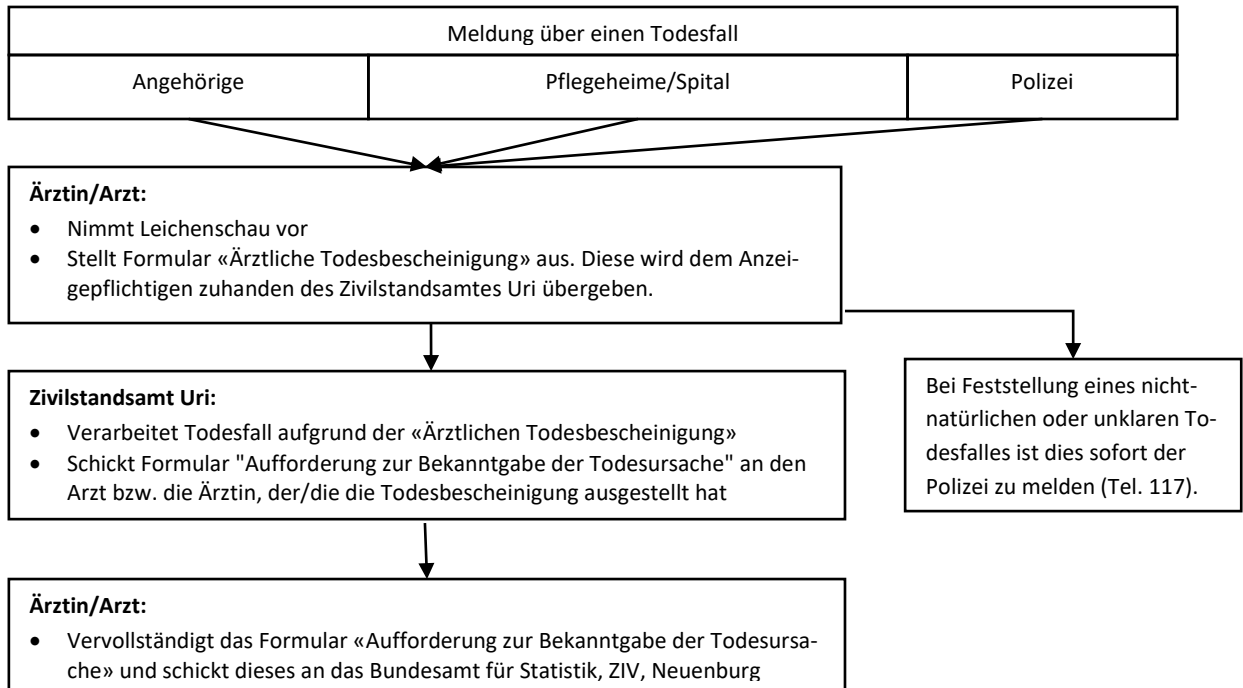 Meldung über einen Todesfall
Angehörige
Pflegeheime/Spital
Polizei
Ärztin/Arzt:
• Nimmt Leichenschau vor
• Stellt Formular «Ärztliche Todesbescheinigung» aus. Diese wird dem Anzei-
gepflichtigen zuhanden des Zivilstandsamtes Uri übergeben.
Zivilstandsamt Uri:
• Verarbeitet Todesfall aufgrund der «Ärztlichen Todesbescheinigung»
• Schickt Formular "Aufforderung zur Bekanntgabe der Todesursache" an den
Arzt bzw. die Ärztin, der/die die Todesbescheinigung ausgestellt hat
Bei Feststellung eines nicht-
natürlichen oder unklaren To-
desfalles ist dies sofort der
Polizei zu melden (Tel. 117).
Ärztin/Arzt:
• Vervollständigt das Formular «Aufforderung zur Bekanntgabe der Todesursa-
che» und schickt dieses an das Bundesamt für Statistik, ZIV, Neuenburg